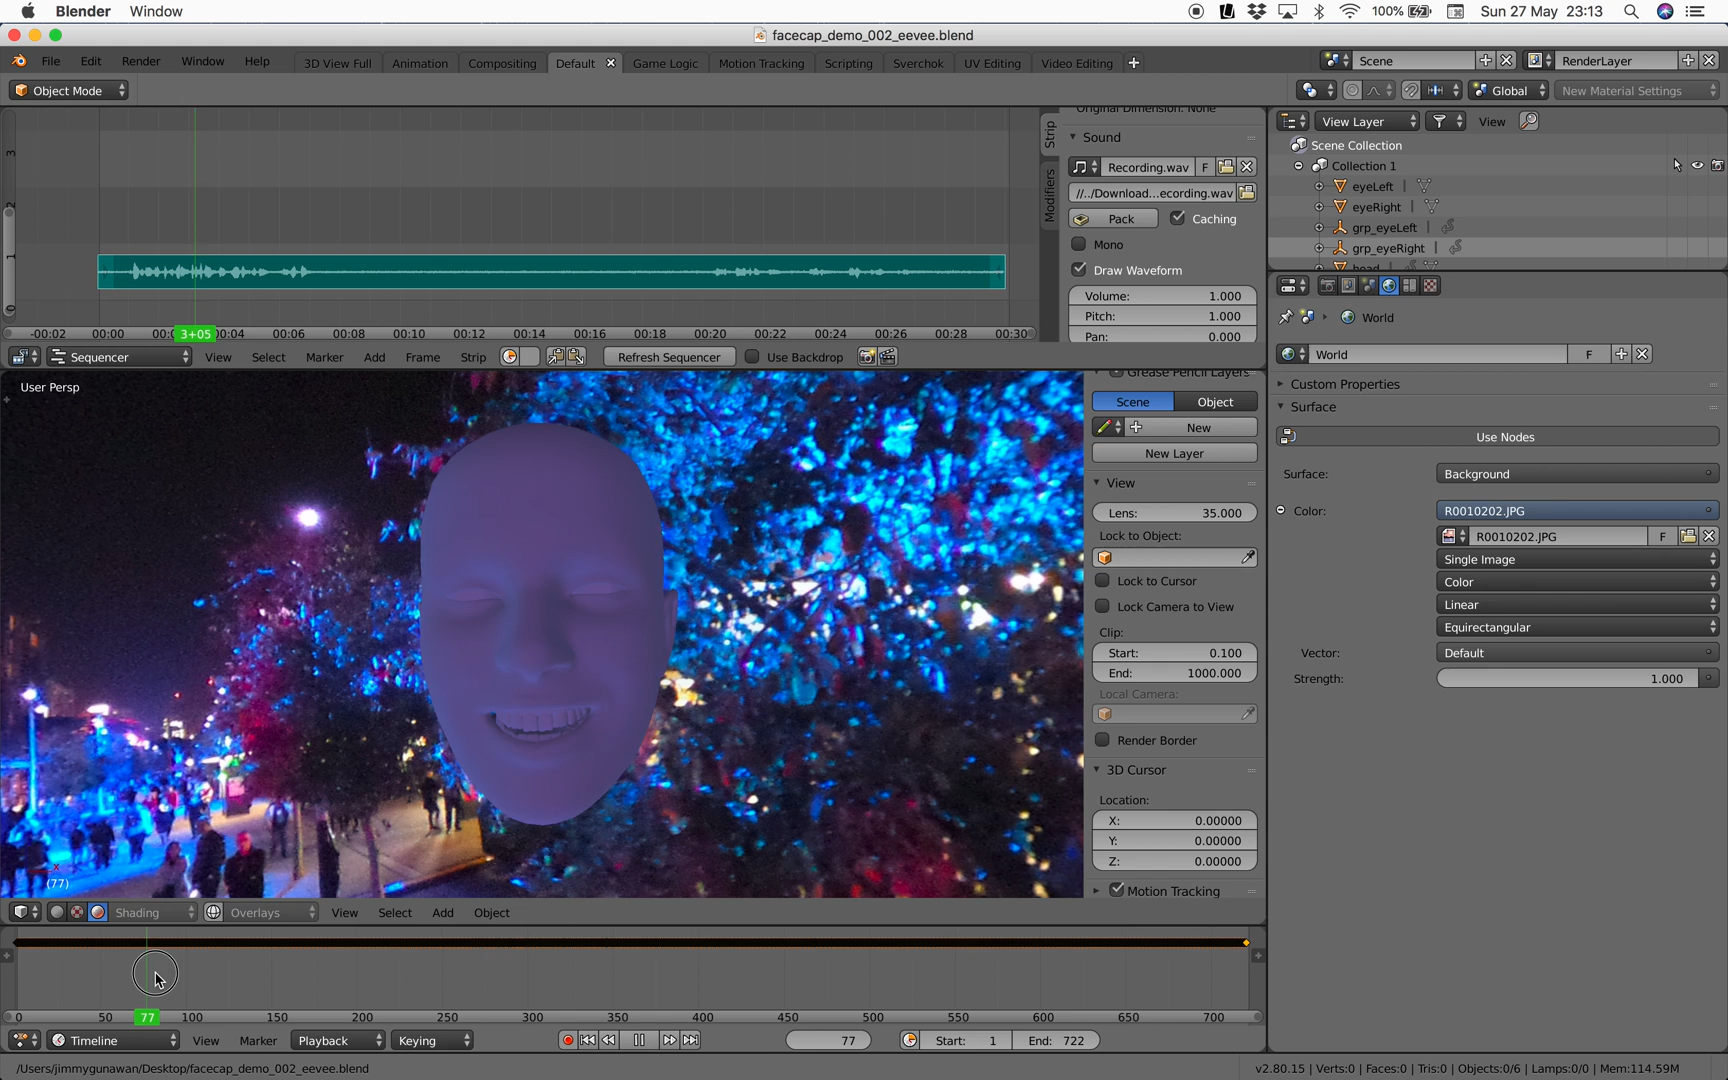 Blender Window 100% Sun 27 May 23:13
facecap_demo_002_eevee.blend
File Edit Render Window Help 3D View Full Animation Compositing Default Game Logic Motion Tracking Scripting Sverchok UV Editing Video Editing Scene RenderLayer
Object Mode Global New Material Settings
Original Dimension: None
Strip
Modifiers
Sound
Recording.wav F
//../Download...ecording.wav
Pack Caching
Mono
Draw Waveform
Volume: 1.000
Pitch: 1.000
Pan: 0.000
3
2
1
0
-00:02 00:00 3+05 00:06 00:08 00:10 00:12 00:14 00:16 00:18 00:20 00:22 00:24 00:26 00:28 00:30
Sequencer View Select Marker Add Frame Strip Refresh Sequencer Use Backdrop
View Layer View
Scene Collection
Collection 1
eyeLeft
eyeRight
grp_eyeLeft
grp_eyeRight
head
World
World F
Custom Properties
Surface
Use Nodes
Surface: Background
Color: R0010202.JPG
R0010202.JPG F
Single Image
Color
Linear
Equirectangular
Vector: Default
Strength: 1.000
User Persp
(77)
Grease Pencil Layers
Scene Object
New
New Layer
View
Lens: 35.000
Lock to Object:
Lock to Cursor
Lock Camera to View
Clip:
Start: 0.100
End: 1000.000
Local Camera:
Render Border
3D Cursor
Location:
X: 0.00000
Y: 0.00000
Z: 0.00000
Motion Tracking
Shading Overlays View Select Add Object
0 50 77 100 150 200 250 300 350 400 450 500 550 600 650 700
Timeline View Marker Playback Keying 77 Start: 1 End: 722
/Users/jimmygunawan/Desktop/facecap_demo_002_eevee.blend v2.80.15 | Verts:0 | Faces:0 | Tris:0 | Objects:0/6 | Lamps:0/0 | Mem:114.59M